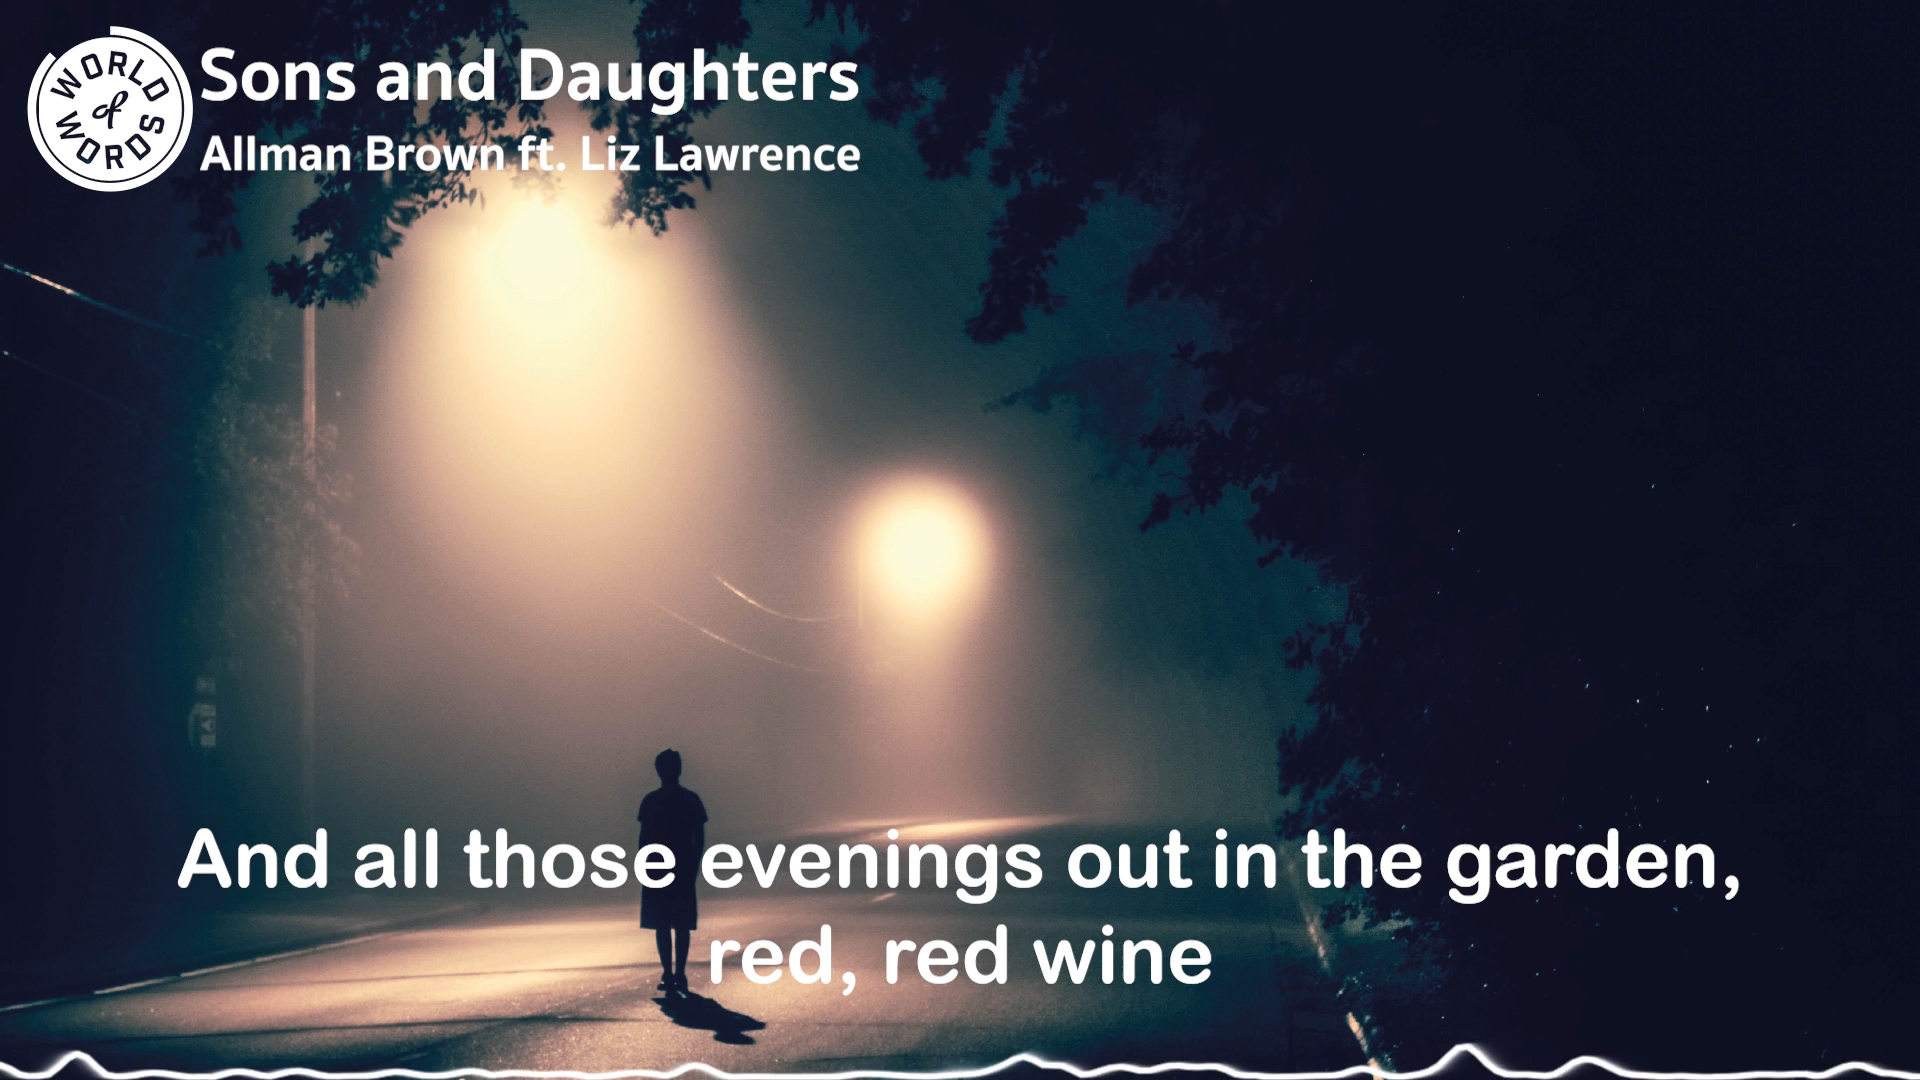 WORLD
of
WORDS
Sons and Daughters
Allman Brown ft. Liz Lawrence
And all those evenings out in the garden,
red, red wine